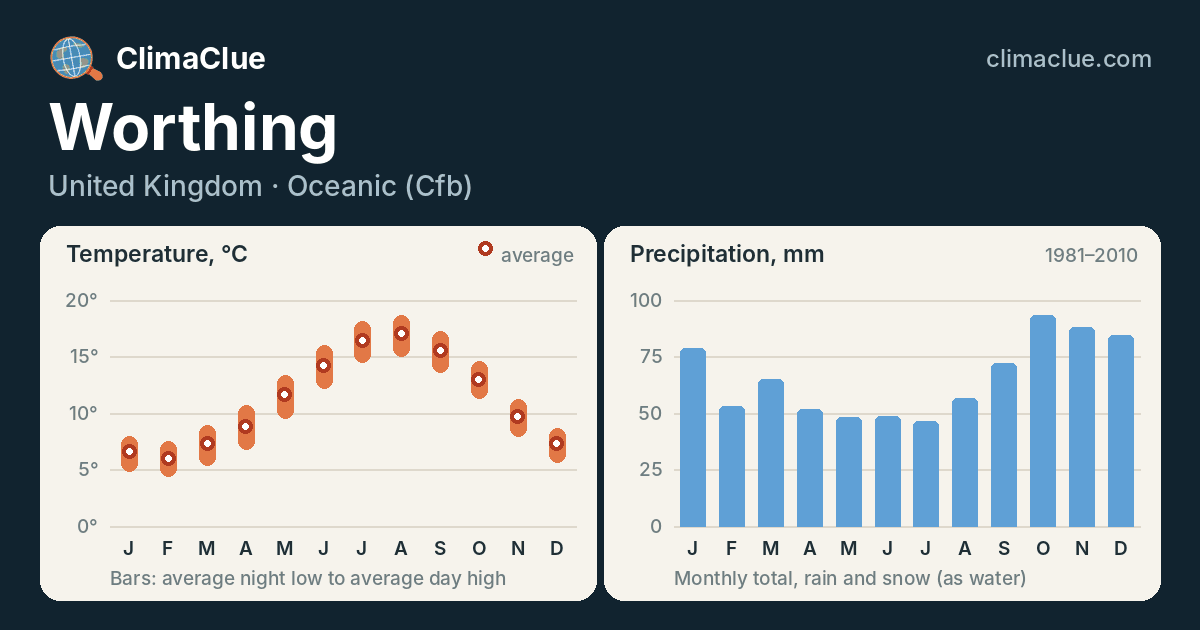 ClimaClue
climaclue.com
Worthing
United Kingdom · Oceanic (Cfb)
Temperature, °C
average
20°
15°
10°
5°
0°
J F M A M J J A S O N D
Bars: average night low to average day high
Precipitation, mm
1981–2010
100
75
50
25
0
J F M A M J J A S O N D
Monthly total, rain and snow (as water)